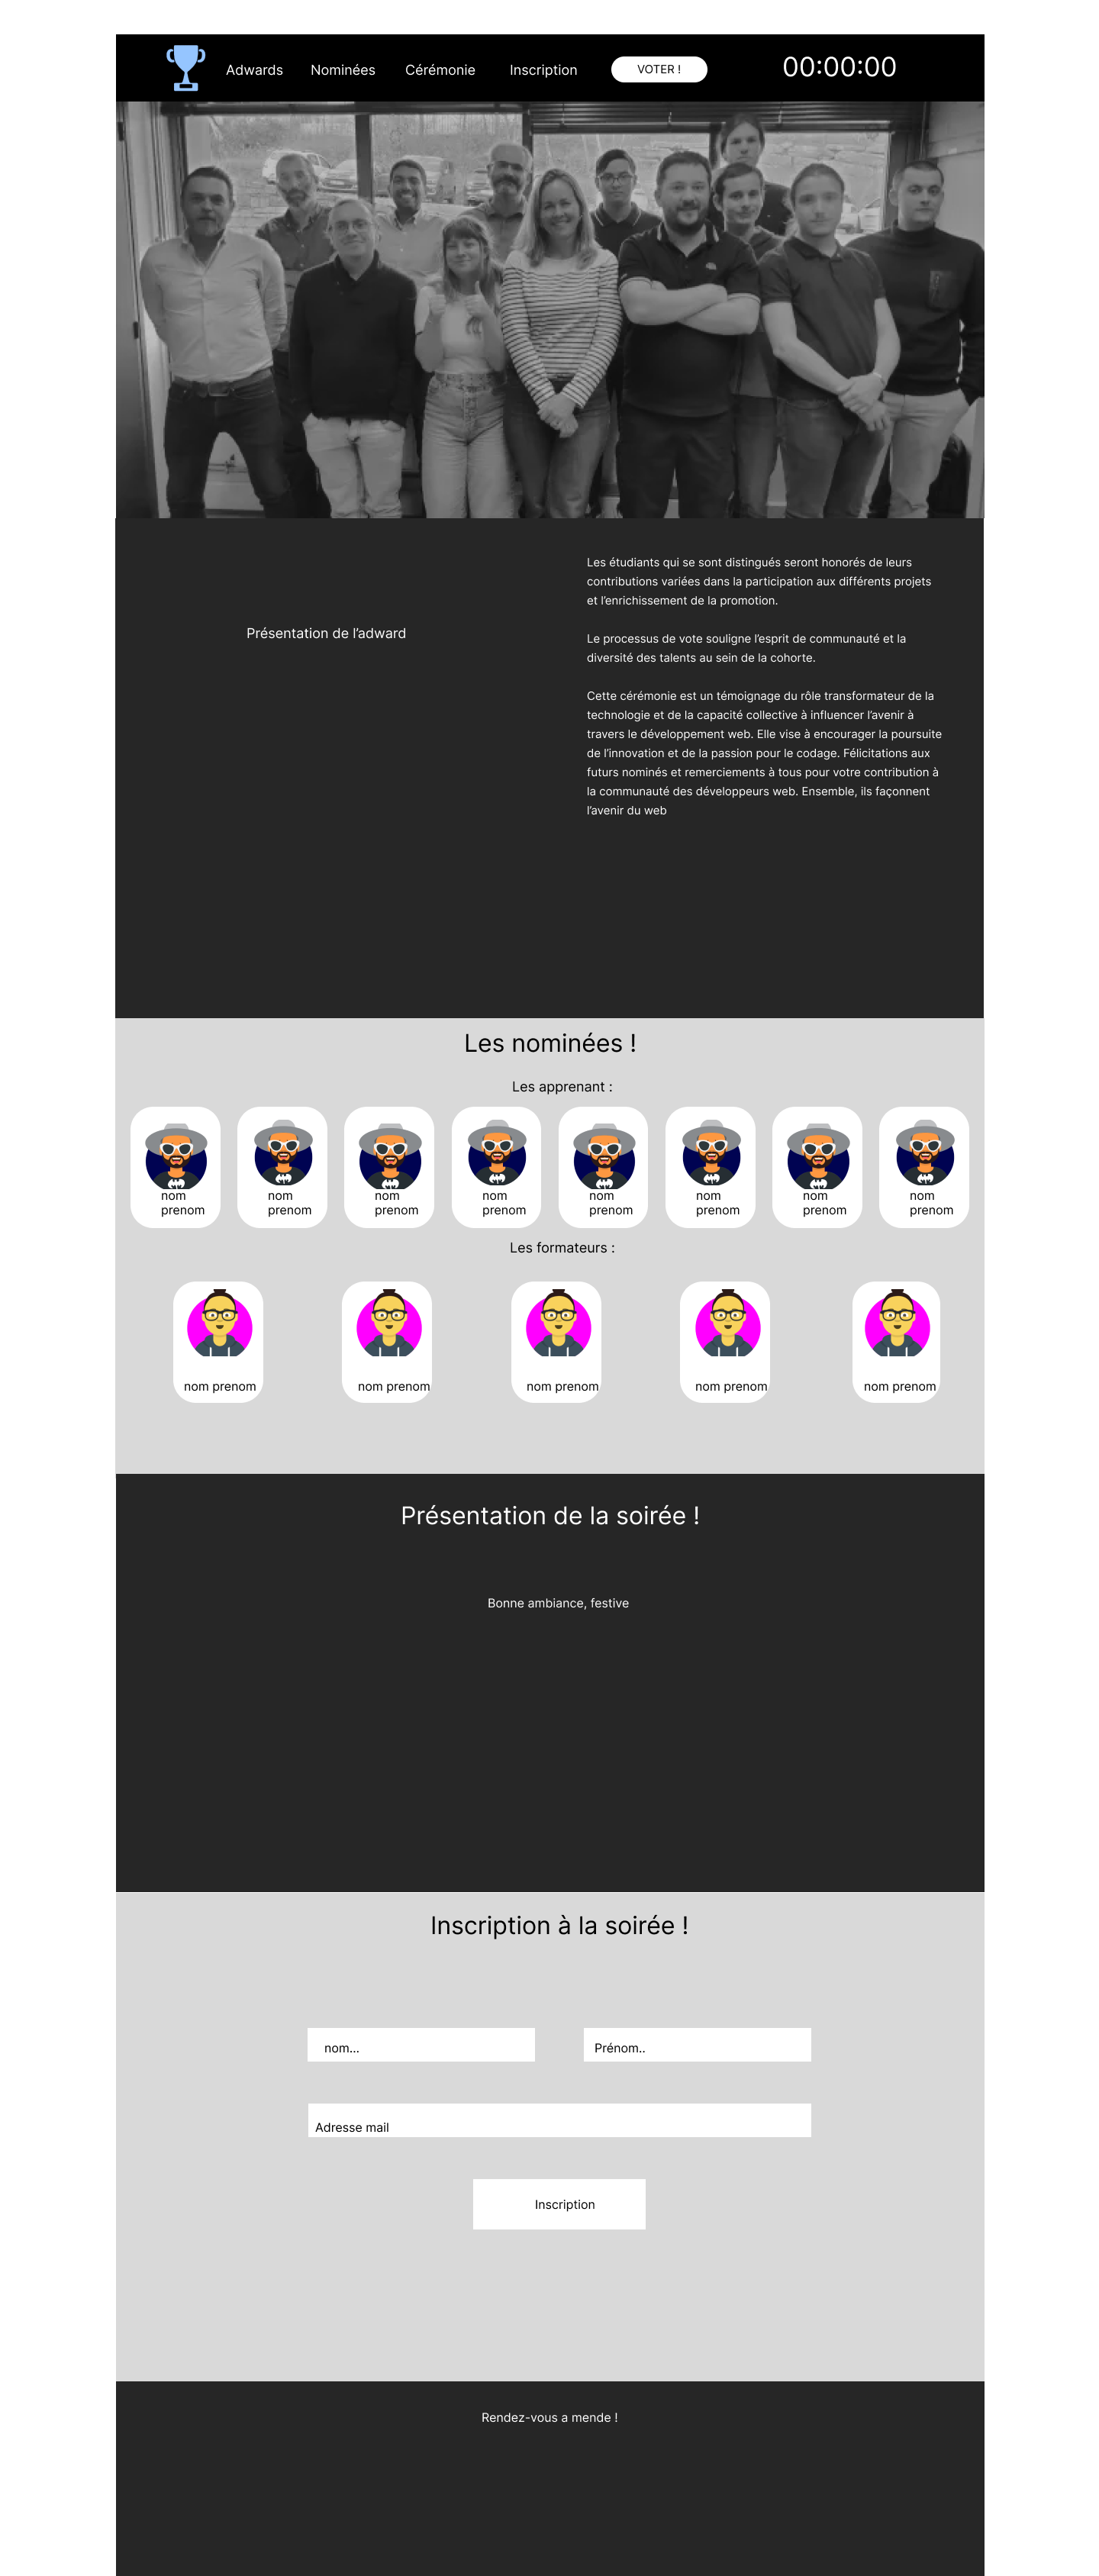 Adwards
Nominées
Cérémonie
Inscription
VOTER !
00:00:00
Présentation de l’adward
Les étudiants qui se sont distingués seront honorés de leurs
contributions variées dans la participation aux différents projets
et l’enrichissement de la promotion.
Le processus de vote souligne l’esprit de communauté et la
diversité des talents au sein de la cohorte.
Cette cérémonie est un témoignage du rôle transformateur de la
technologie et de la capacité collective à influencer l’avenir à
travers le développement web. Elle vise à encourager la poursuite
de l’innovation et de la passion pour le codage. Félicitations aux
futurs nominés et remerciements à tous pour votre contribution à
la communauté des développeurs web. Ensemble, ils façonnent
l’avenir du web
Les nominées !
Les apprenant :
nom
prenom
nom
prenom
nom
prenom
nom
prenom
nom
prenom
nom
prenom
nom
prenom
nom
prenom
Les formateurs :
nom prenom
nom prenom
nom prenom
nom prenom
nom prenom
Présentation de la soirée !
Bonne ambiance, festive
Inscription à la soirée !
nom...
Prénom..
Adresse mail
Inscription
Rendez-vous a mende !